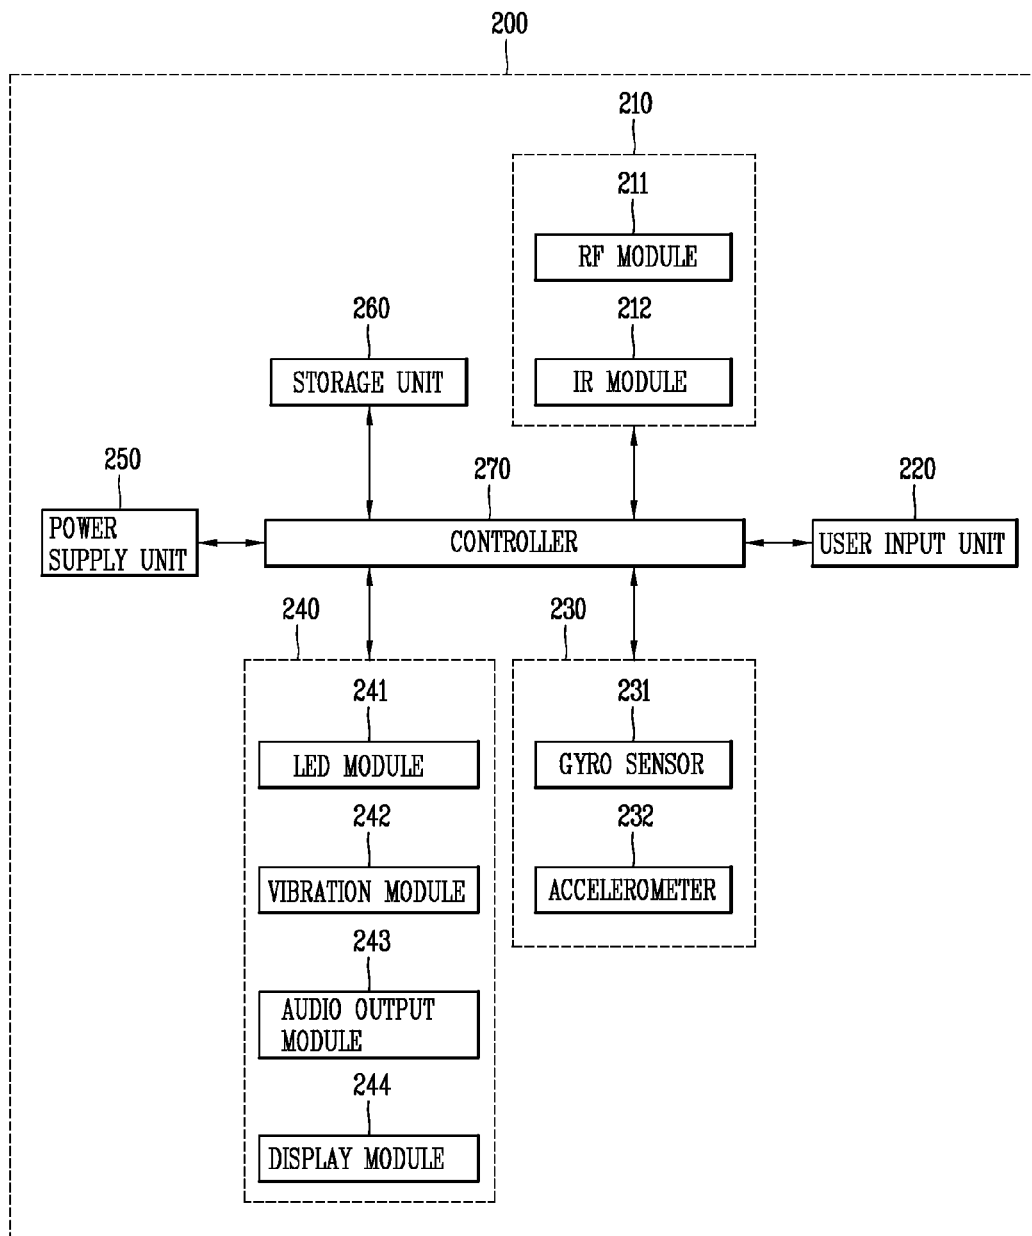 200
210
211
RF MODULE
212
IR MODULE
260
STORAGE UNIT
250
POWER
SUPPLY UNIT
270
CONTROLLER
220
USER INPUT UNIT
240
241
LED MODULE
242
VIBRATION MODULE
243
AUDIO OUTPUT
MODULE
244
DISPLAY MODULE
230
231
GYRO SENSOR
232
ACCELEROMETER